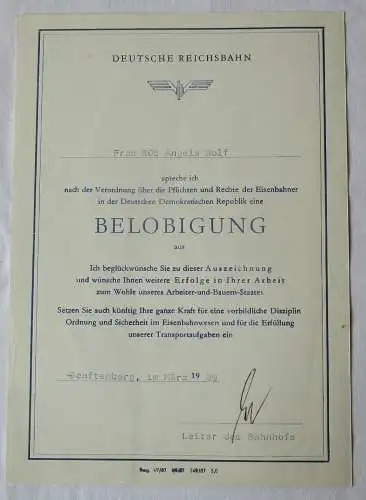 DEUTSCHE REICHSBAHN
Frau ROS Angela Wolf
spreche ich
nach der Verordnung über die Pflichten und Rechte der Eisenbahner
in der Deutschen Demokratischen Republik eine
BELOBIGUNG
aus
Ich beglückwünsche Sie zu dieser Auszeichnung
und wünsche Ihnen weitere Erfolge in Ihrer Arbeit
zum Wohle unseres Arbeiter-und-Bauern-Staates
Setzen Sie auch künftig Ihre ganze Kraft für eine vorbildliche Disziplin
Ordnung und Sicherheit im Eisenbahnwesen und für die Erfüllung
unserer Transportaufgaben ein
Senftenberg, im März 19
Leiter des Bahnhofs